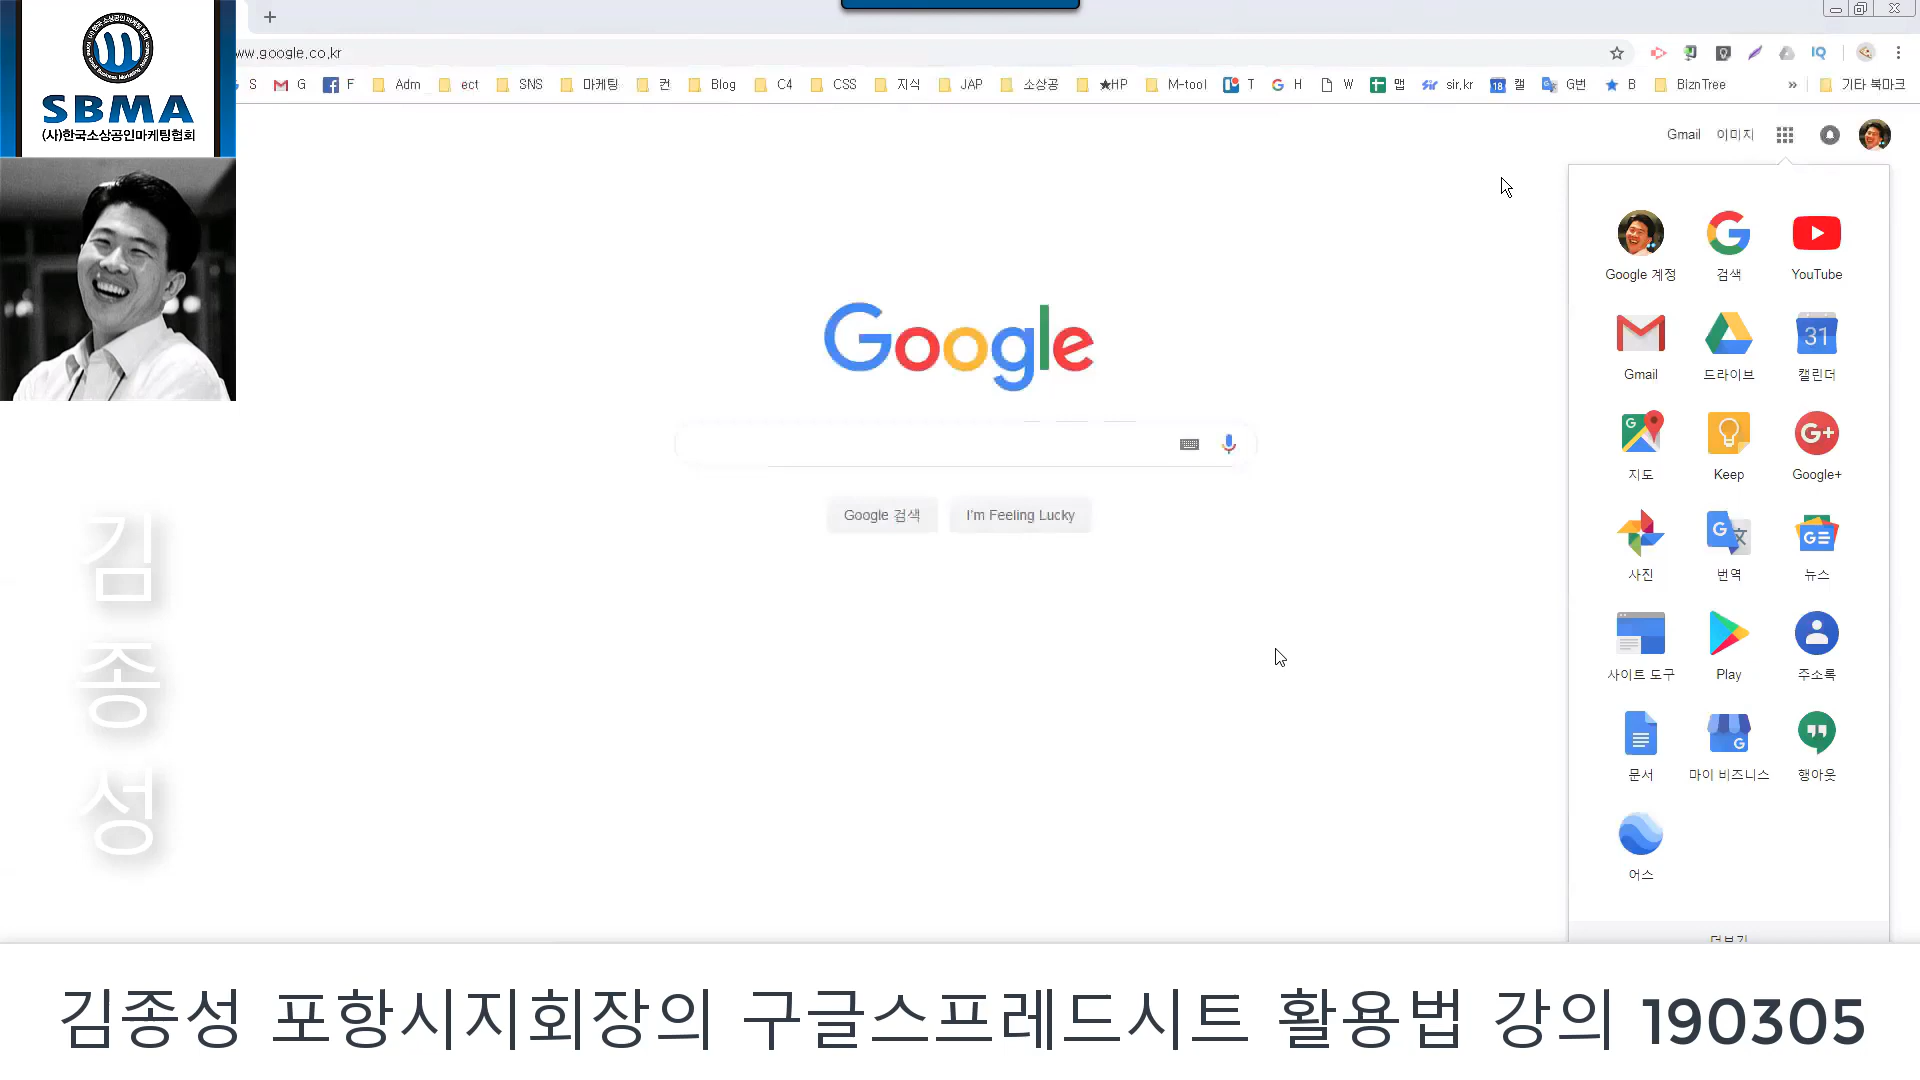 SBMA
(사)한국소상공인마케팅협회
ww.google.co.kr
S G F Adm ect SNS 마케팅 컨 Blog C4 CSS 지식 JAP 소상공 ★HP M-tool T H W 맵 sir.kr 18 캘 G번 B BiznTree » 기타 북마크
Gmail 이미지
Google 계정 검색 YouTube
31
Gmail 드라이브 캘린더
G+
지도 Keep Google+
사진 번역 뉴스
사이트 도구 Play 주소록
문서 마이 비즈니스 행아웃
어스
더보기
Google
Google 검색 I'm Feeling Lucky
김
종
성
김종성 포항시지회장의 구글스프레드시트 활용법 강의 190305